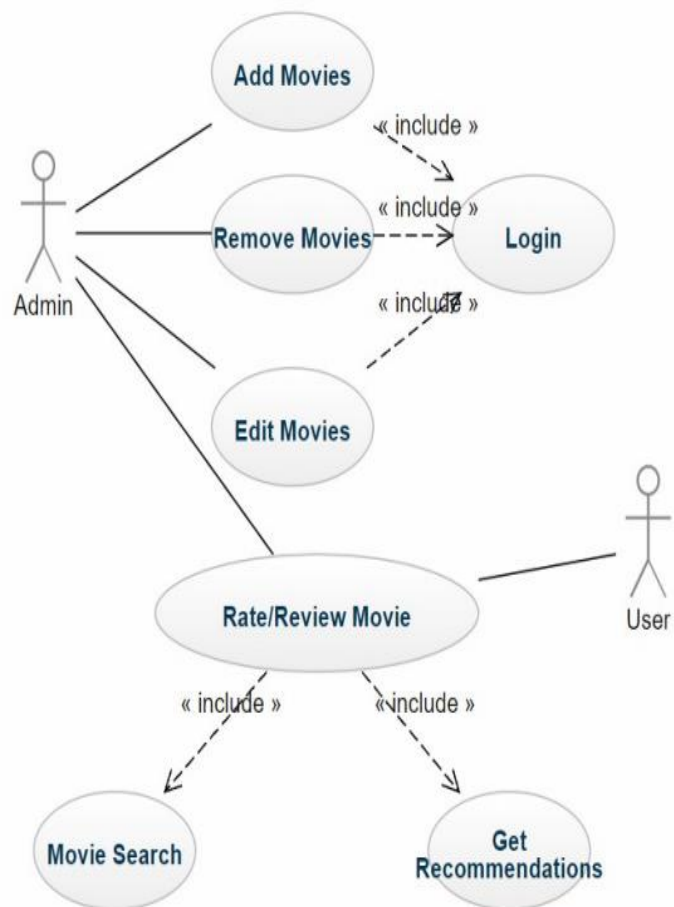 Add Movies
« include »
« include »
Remove Movies
Login
Admin
« include »
Edit Movies
Rate/Review Movie
User
« include »
« include »
Movie Search
Get
Recommendations